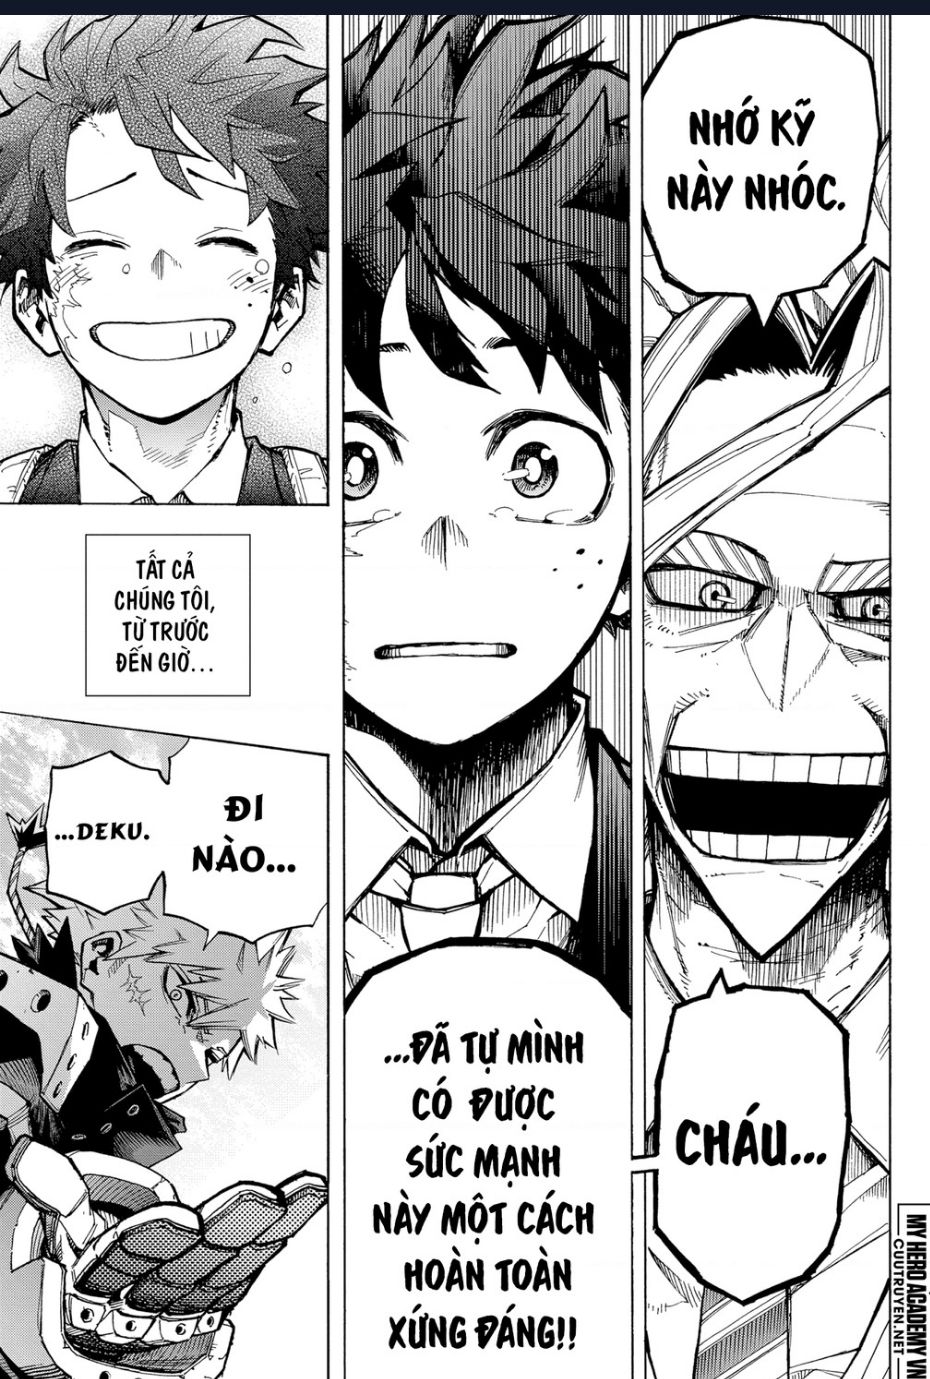 NHỚ KỸ
NÀY NHÓC.
CHÁU...
...ĐÃ TỰ MÌNH
CÓ ĐƯỢC
SỨC MẠNH
NÀY MỘT CÁCH
HOÀN TOÀN
XỨNG ĐÁNG!!
TẤT CẢ
CHÚNG TÔI,
TỪ TRƯỚC
ĐẾN GIỜ...
ĐI
NÀO...
...DEKU.
MY HERO ACADEMY VN
CUUTRUYEN.NET